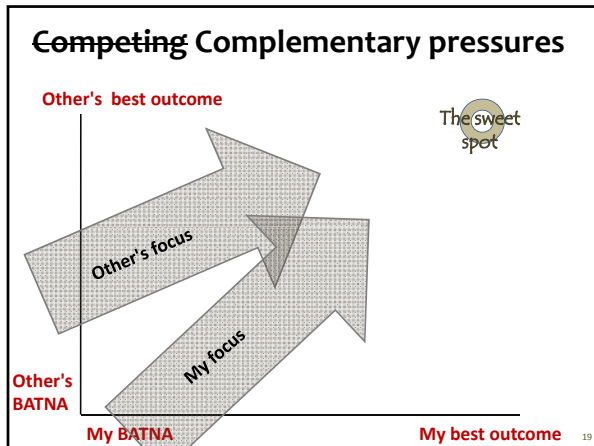 Competing Complementary pressures
Other's best outcome
The sweet
spot
Other's focus
My focus
Other's
BATNA
My BATNA
My best outcome
19